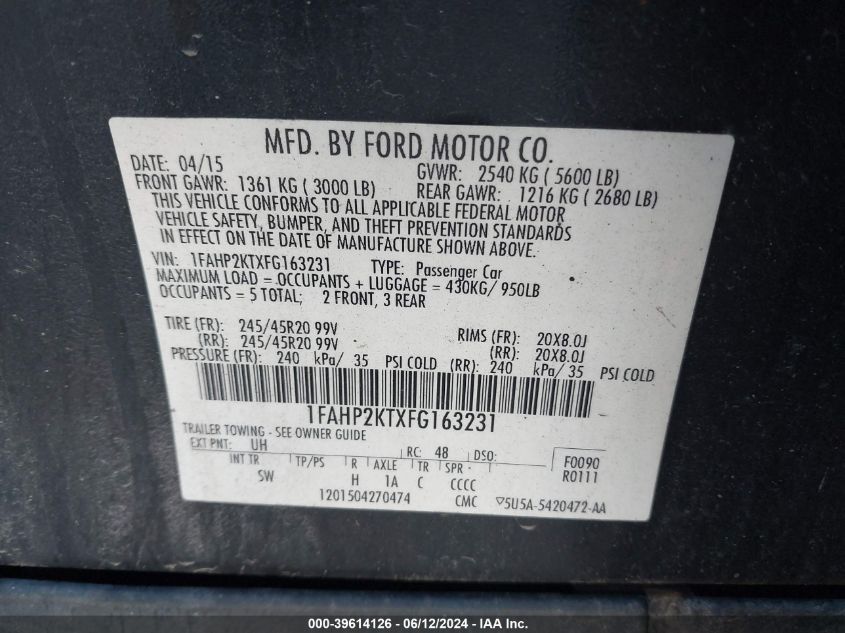 MFD. BY FORD MOTOR CO.
DATE: 04/15 GVWR: 2540 KG ( 5600 LB)
FRONT GAWR: 1361 KG ( 3000 LB) REAR GAWR: 1216 KG ( 2680 LB)
THIS VEHICLE CONFORMS TO ALL APPLICABLE FEDERAL MOTOR
VEHICLE SAFETY, BUMPER, AND THEFT PREVENTION STANDARDS
IN EFFECT ON THE DATE OF MANUFACTURE SHOWN ABOVE.
VIN: 1FAHP2KTXFG163231 TYPE: Passenger Car
MAXIMUM LOAD = OCCUPANTS + LUGGAGE = 430KG/ 950LB
OCCUPANTS = 5 TOTAL; 2 FRONT, 3 REAR
TIRE (FR): 245/45R20 99V RIMS (FR): 20X8.0J
(RR): 245/45R20 99V (RR): 20X8.0J
PRESSURE (FR): 240 kPa/ 35 PSI COLD (RR): 240 kPa/ 35 PSI COLD
1FAHP2KTXFG163231
TRAILER TOWING - SEE OWNER GUIDE
EXT PNT: UH RC: 48 DSO: F0090
INT TR TP/PS R AXLE TR SPR R0111
SW H 1A C CCCC
1201504270474 CMC ▽5U5A-5420472-AA
000-39614126 - 06/12/2024 - IAA Inc.